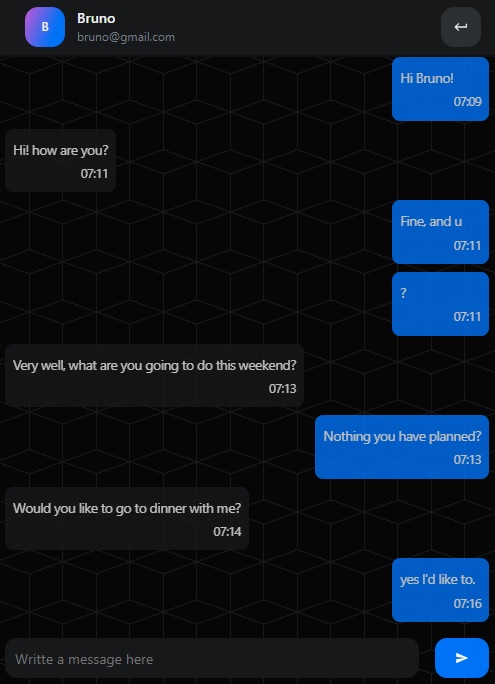 B
Bruno
bruno@gmail.com
Hi Bruno!
07:09
Hi! how are you?
07:11
Fine, and u
07:11
?
07:11
Very well, what are you going to do this weekend?
07:13
Nothing you have planned?
07:13
Would you like to go to dinner with me?
07:14
yes I'd like to.
07:16
Writte a message here